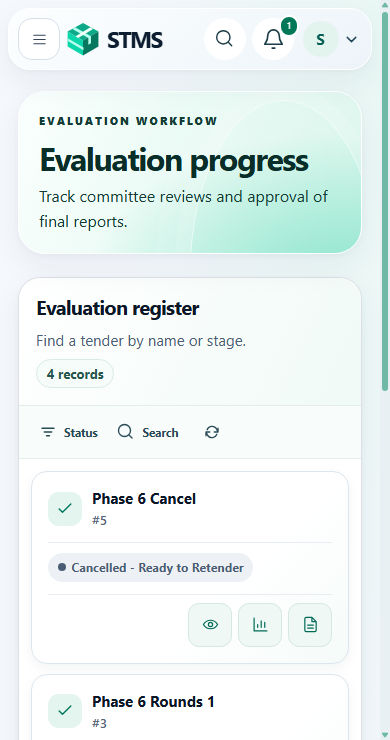 STMS
1
S
EVALUATION WORKFLOW
Evaluation progress
Track committee reviews and approval of
final reports.
Evaluation register
Find a tender by name or stage.
4 records
Status Search
Phase 6 Cancel
#5
Cancelled - Ready to Retender
Phase 6 Rounds 1
#3